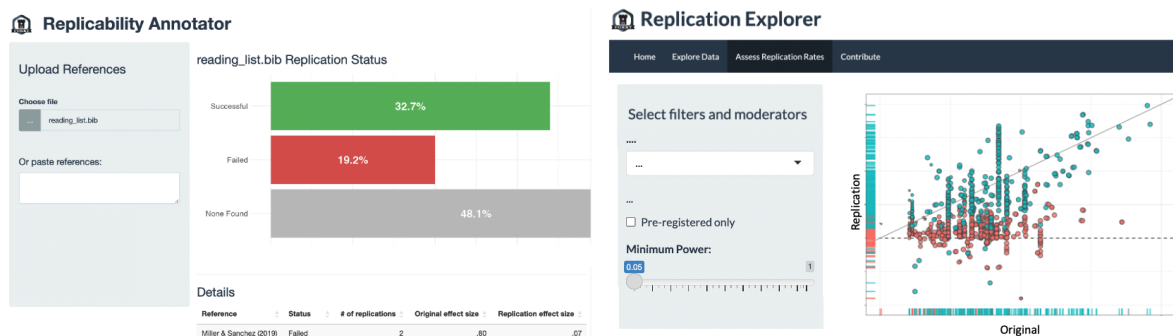 Replicability Annotator
Upload References
Choose file
... reading_list.bib
Or paste references:
reading_list.bib Replication Status
Successful 32.7%
Failed 19.2%
None Found 48.1%
Details
Reference Status # of replications Original effect size Replication effect size
Miller & Sanchez (2019) Failed 2 .80 .07
Replication Explorer
Home Explore Data Assess Replication Rates Contribute
Select filters and moderators
....
...
...
Pre-registered only
Minimum Power:
0.05 1
Replication
Original